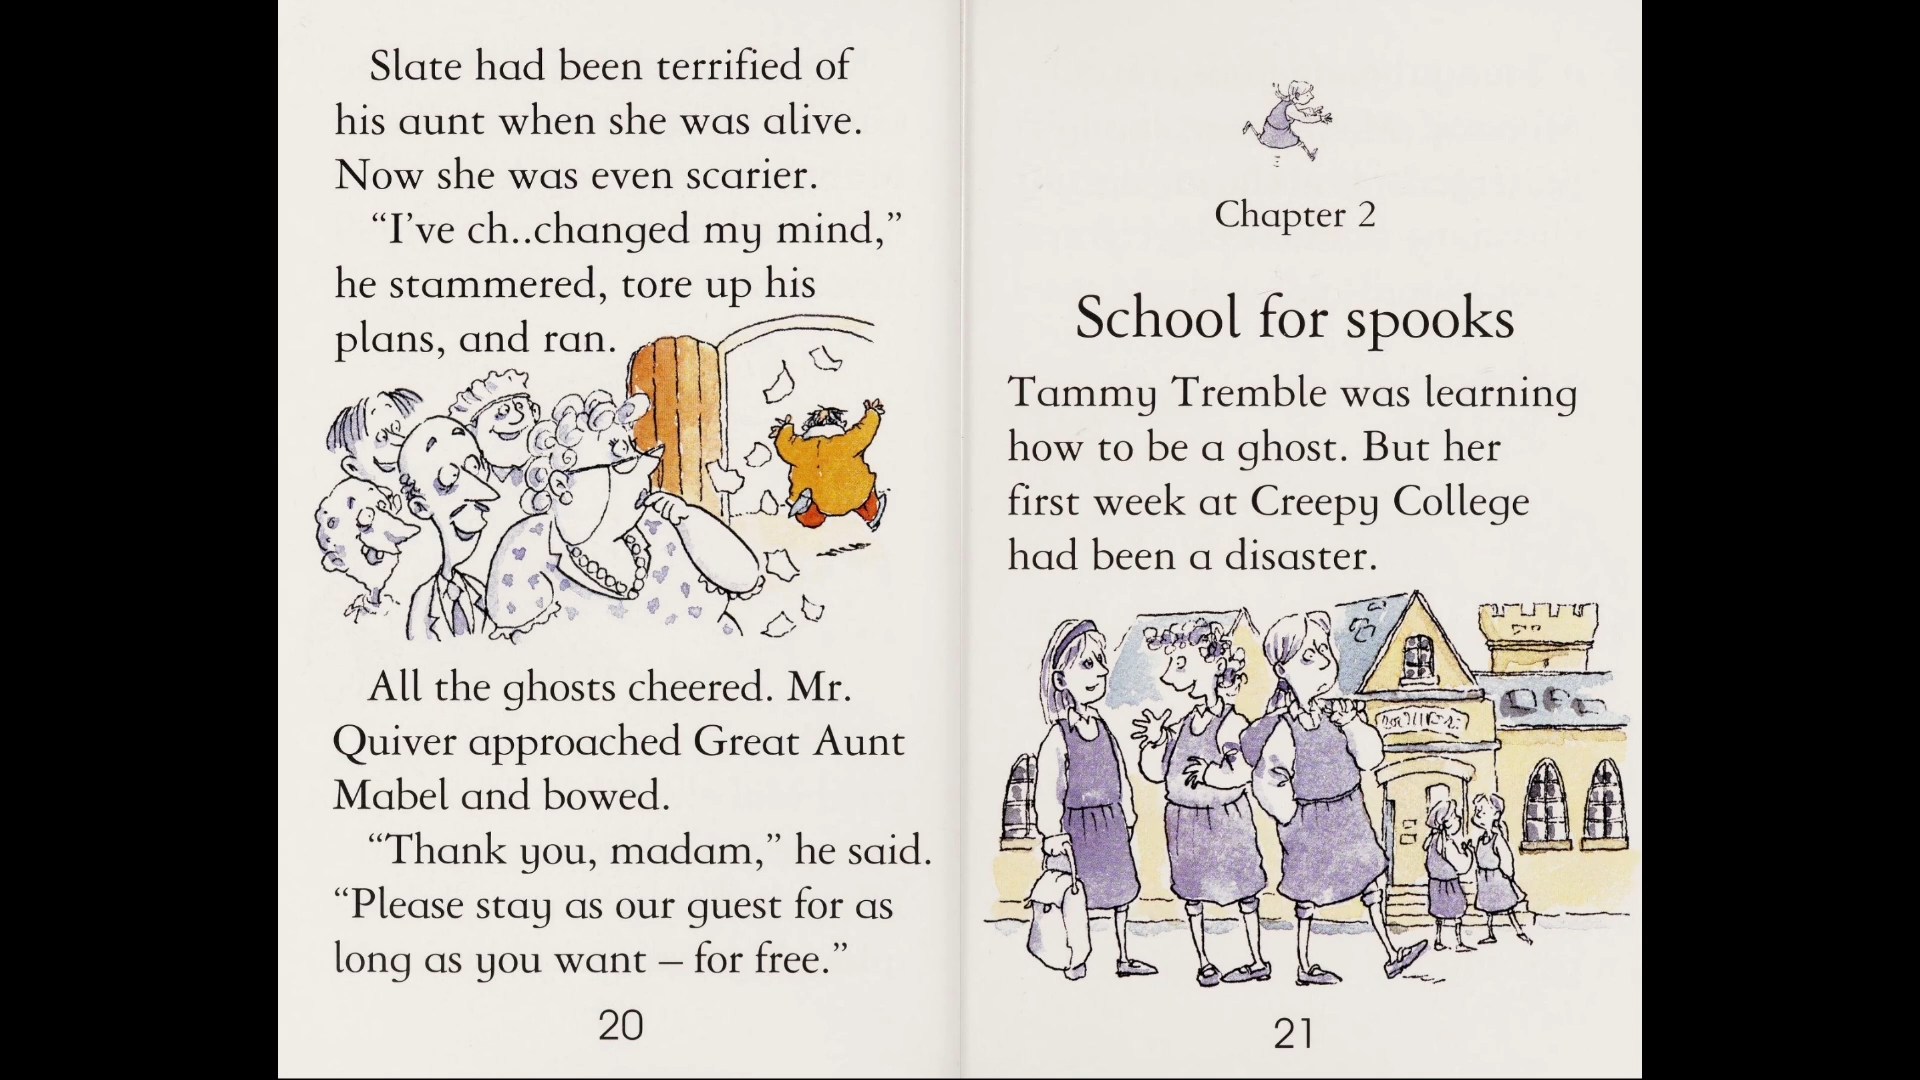 Slate had been terrified of
his aunt when she was alive.
Now she was even scarier.
“I’ve ch..changed my mind,”
he stammered, tore up his
plans, and ran.
All the ghosts cheered. Mr.
Quiver approached Great Aunt
Mabel and bowed.
“Thank you, madam,” he said.
“Please stay as our guest for as
long as you want – for free.”
20
Chapter 2
School for spooks
Tammy Tremble was learning
how to be a ghost. But her
first week at Creepy College
had been a disaster.
21